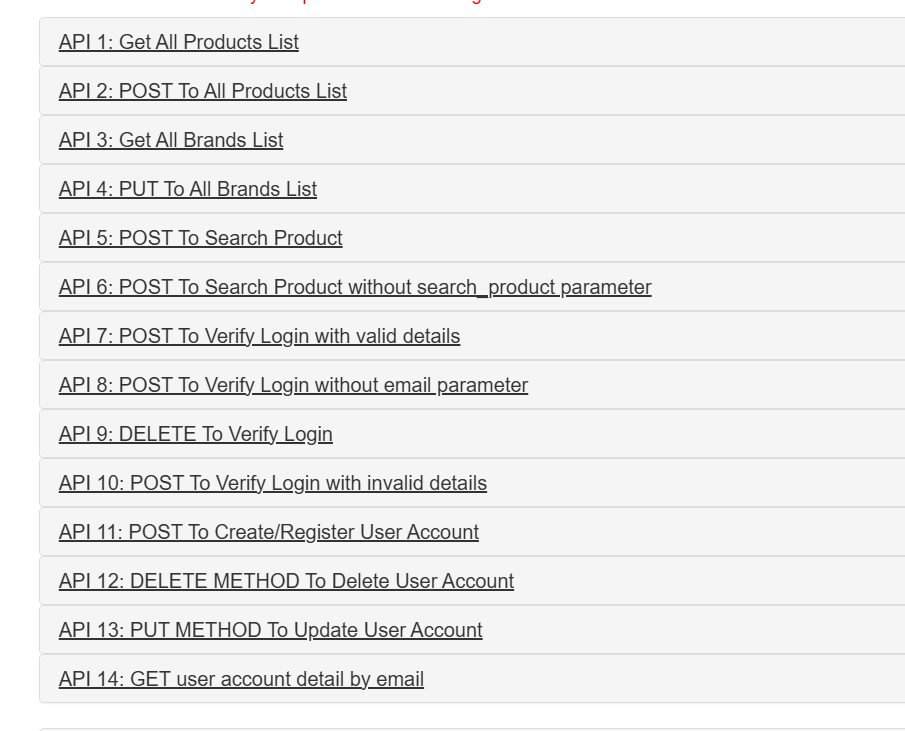 API 1: Get All Products List
API 2: POST To All Products List
API 3: Get All Brands List
API 4: PUT To All Brands List
API 5: POST To Search Product
API 6: POST To Search Product without search_product parameter
API 7: POST To Verify Login with valid details
API 8: POST To Verify Login without email parameter
API 9: DELETE To Verify Login
API 10: POST To Verify Login with invalid details
API 11: POST To Create/Register User Account
API 12: DELETE METHOD To Delete User Account
API 13: PUT METHOD To Update User Account
API 14: GET user account detail by email